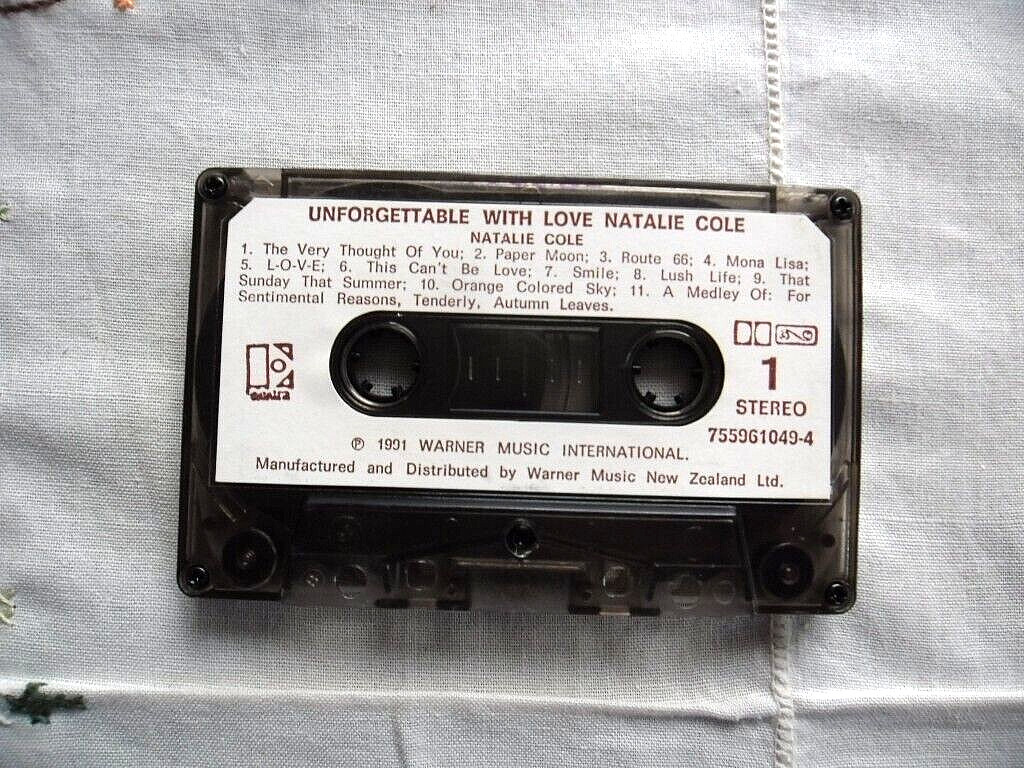 UNFORGETTABLE WITH LOVE NATALIE COLE
NATALIE COLE
1. The Very Thought Of You; 2. Paper Moon; 3. Route 66; 4. Mona Lisa;
5. L-O-V-E; 6. This Can't Be Love; 7. Smile; 8. Lush Life; 9. That
Sunday That Summer; 10. Orange Colored Sky; 11. A Medley Of: For
Sentimental Reasons, Tenderly, Autumn Leaves.
1
STEREO
755961049-4
℗ 1991 WARNER MUSIC INTERNATIONAL.
Manufactured and Distributed by Warner Music New Zealand Ltd.